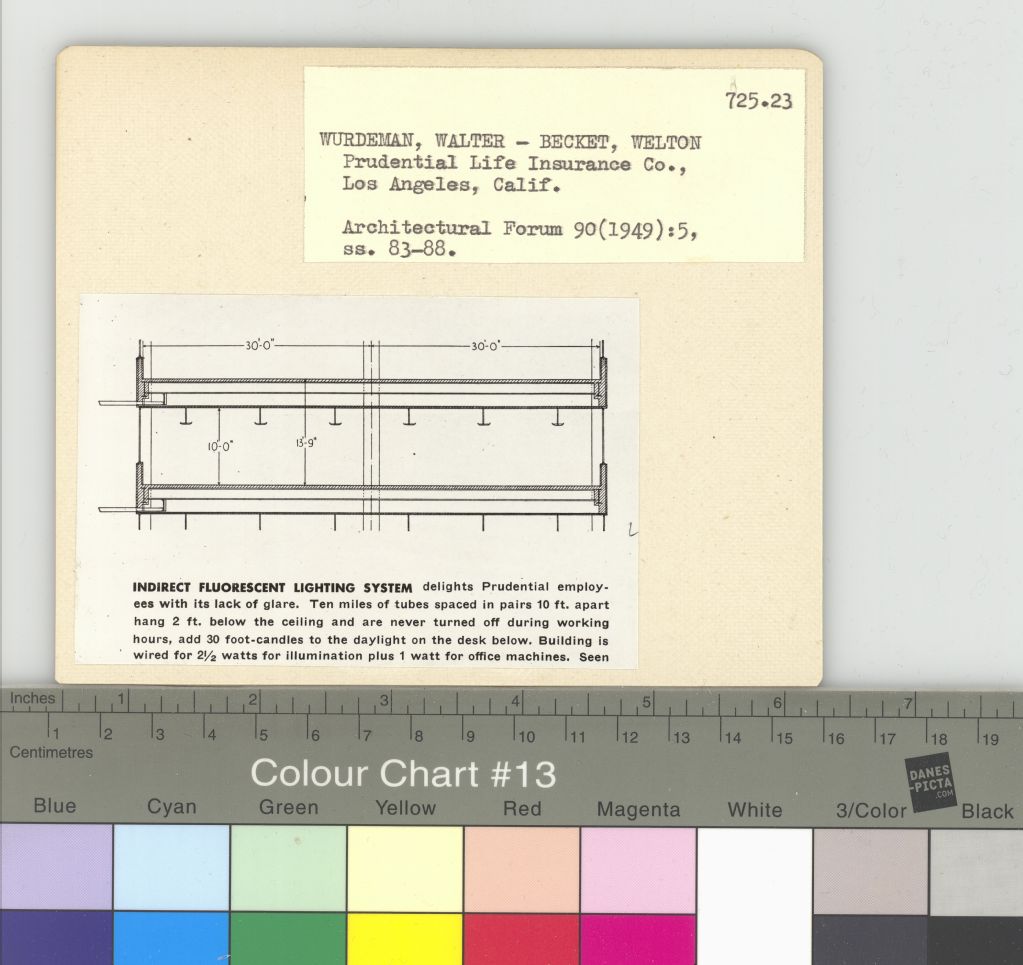 725.23
WURDEMAN, WALTER - BECKET, WELTON
Prudential Life Insurance Co.,
Los Angeles, Calif.
Architectural Forum 90(1949):5,
ss. 83-88.
30'-0" 30'-0"
10'-0" 13'-9"
INDIRECT FLUORESCENT LIGHTING SYSTEM delights Prudential employ-
ees with its lack of glare. Ten miles of tubes spaced in pairs 10 ft. apart
hang 2 ft. below the ceiling and are never turned off during working
hours, add 30 foot-candles to the daylight on the desk below. Building is
wired for 2½ watts for illumination plus 1 watt for office machines. Seen
Inches 1 2 3 4 5 6 7
1 2 3 4 5 6 7 8 9 10 11 12 13 14 15 16 17 18 19
Centimetres
Colour Chart #13
DANES
-PICTA
.COM
Blue Cyan Green Yellow Red Magenta White 3/Color Black